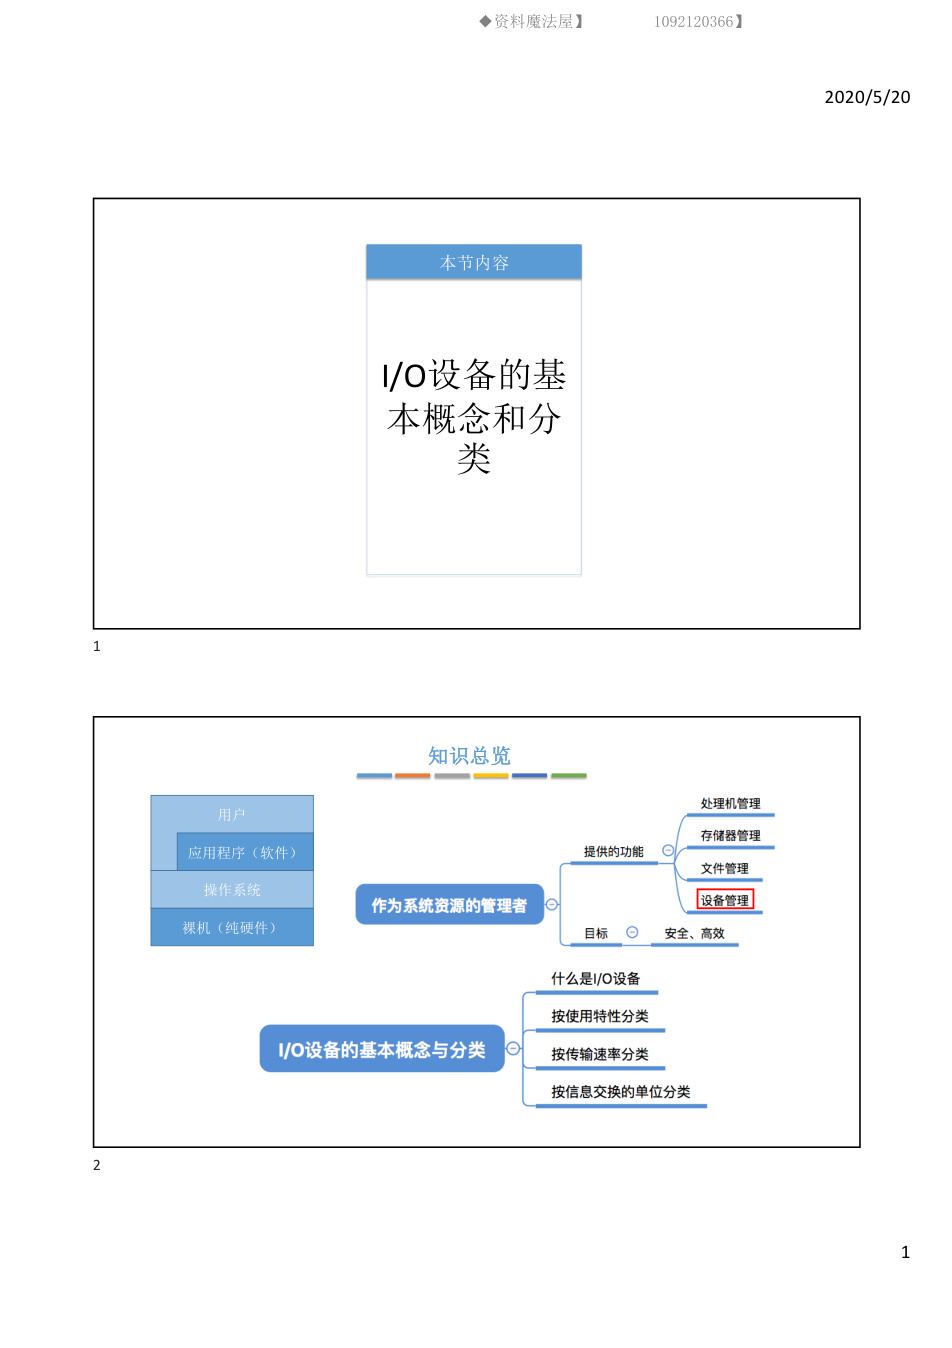 ◆资料魔法屋】 1092120366】
2020/5/20
本节内容
I/O设备的基
本概念和分
类
1
知识总览
用户
应用程序（软件）
操作系统
裸机（纯硬件）
作为系统资源的管理者
提供的功能
处理机管理
存储器管理
文件管理
设备管理
目标
安全、高效
I/O设备的基本概念与分类
什么是I/O设备
按使用特性分类
按传输速率分类
按信息交换的单位分类
2
1